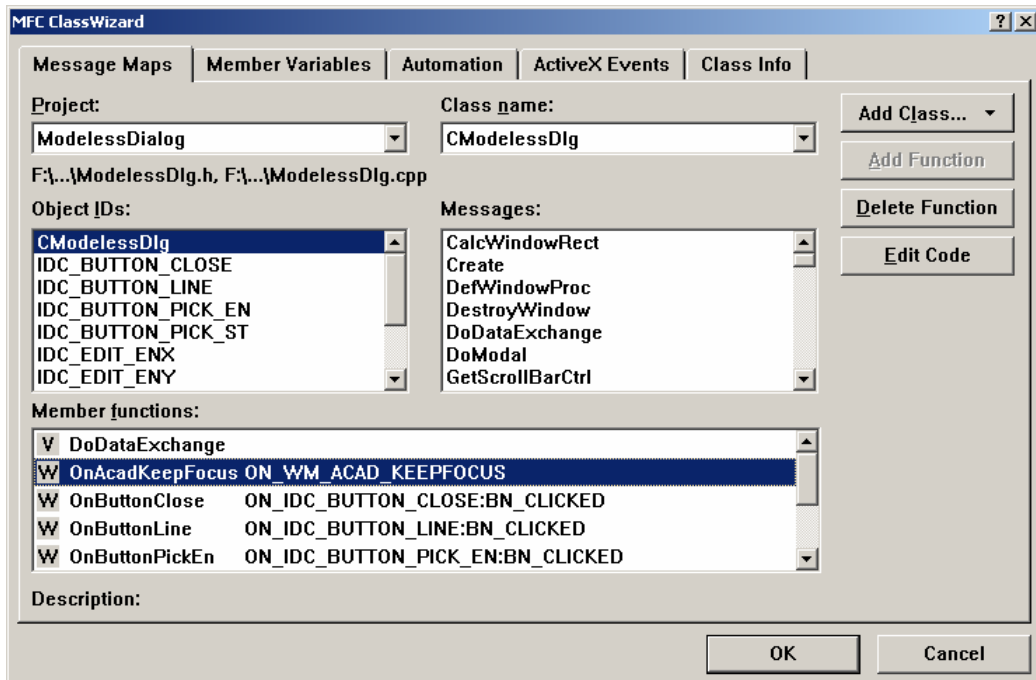 MFC ClassWizard
Message Maps
Member Variables
Automation
ActiveX Events
Class Info
Project:
Class name:
ModelessDialog
CModelessDlg
Add Class...
F:\...\ModelessDlg.h, F:\...\ModelessDlg.cpp
Add Function
Object IDs:
Messages:
Delete Function
Edit Code
CModelessDlg
IDC_BUTTON_CLOSE
IDC_BUTTON_LINE
IDC_BUTTON_PICK_EN
IDC_BUTTON_PICK_ST
IDC_EDIT_ENX
IDC_EDIT_ENY
CalcWindowRect
Create
DefWindowProc
DestroyWindow
DoDataExchange
DoModal
GetScrollBarCtrl
Member functions:
V DoDataExchange
W OnAcadKeepFocus ON_WM_ACAD_KEEPFOCUS
W OnButtonClose ON_IDC_BUTTON_CLOSE:BN_CLICKED
W OnButtonLine ON_IDC_BUTTON_LINE:BN_CLICKED
W OnButtonPickEn ON_IDC_BUTTON_PICK_EN:BN_CLICKED
Description:
OK
Cancel